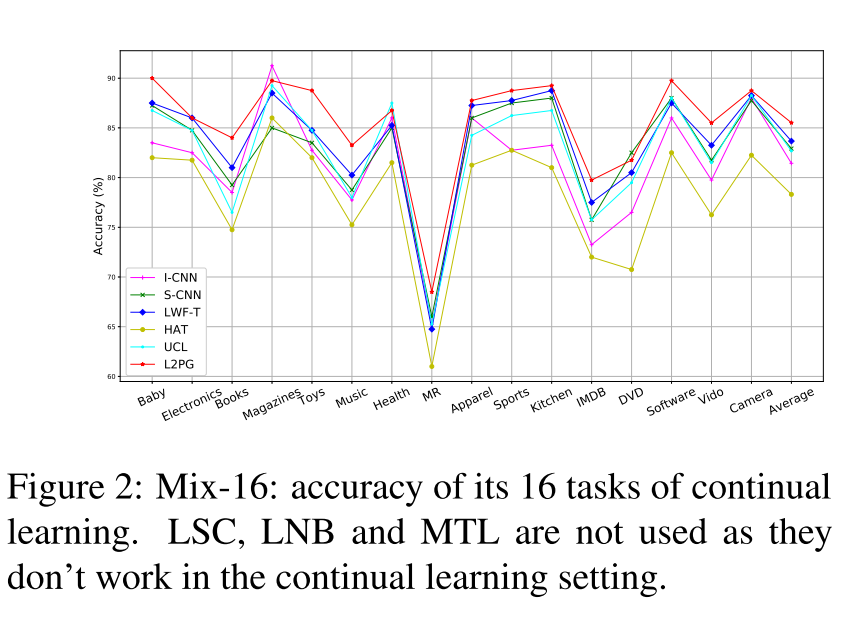 90
85
80
75
70
65
60
Accuracy (%)
I-CNN
S-CNN
LWF-T
HAT
UCL
L2PG
Baby
Electronics
Books
Magazines
Toys
Music
Health
MR
Apparel
Sports
Kitchen
IMDB
DVD
Software
Vido
Camera
Average
Figure 2: Mix-16: accuracy of its 16 tasks of continual
learning. LSC, LNB and MTL are not used as they
don't work in the continual learning setting.